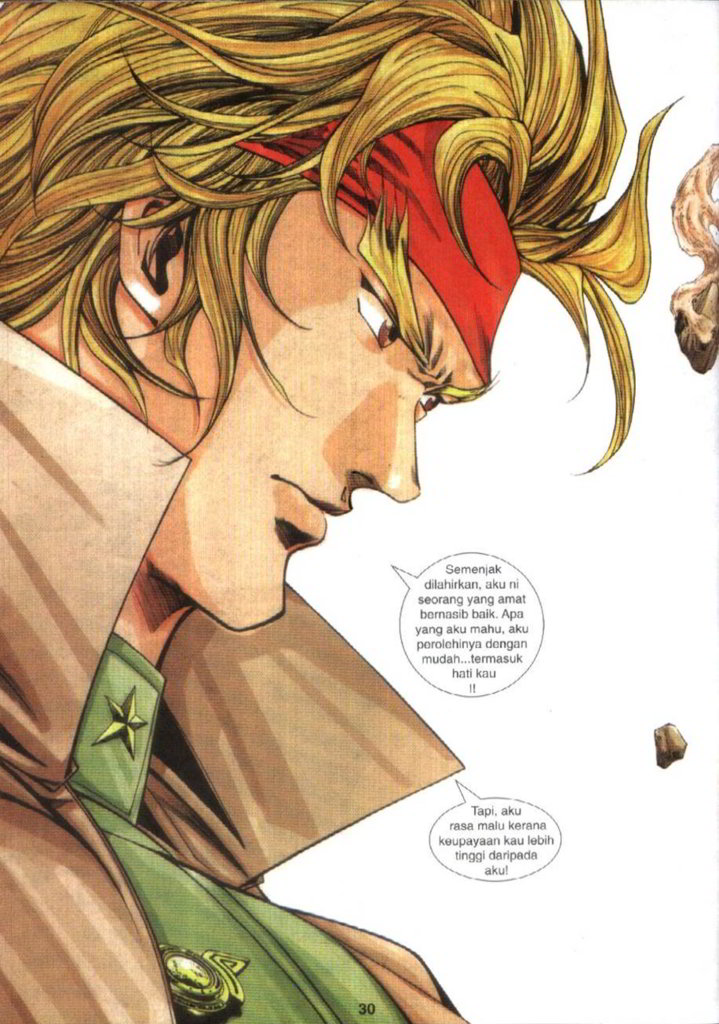 Semenjak
dilahirkan, aku ni
seorang yang amat
bernasib baik. Apa
yang aku mahu, aku
perolehinya dengan
mudah...termasuk
hati kau
!!
Tapi, aku
rasa malu kerana
keupayaan kau lebih
tinggi daripada
aku!
30